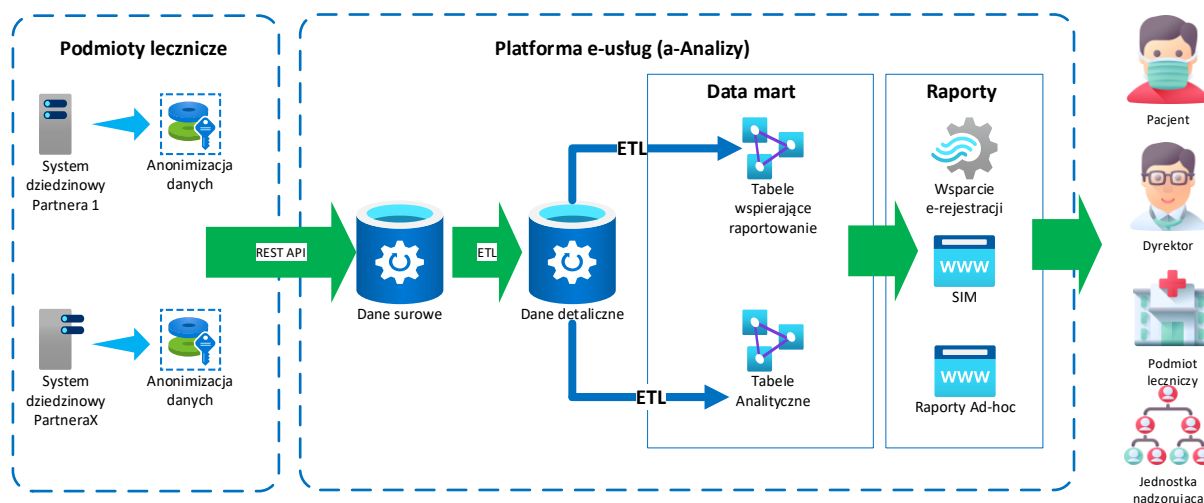 Podmioty lecznicze
System
dziedzinowy
Partnera 1
Anonimizacja
danych
System
dziedzinowy
PartneraX
Anonimizacja
danych
REST API
Platforma e-usług (a-Analizy)
Dane surowe
ETL
Dane detaliczne
ETL
ETL
Data mart
Tabele
wspierające
raportowanie
Tabele
Analityczne
Raporty
Wsparcie
e-rejestracji
WWW
SIM
WWW
Raporty Ad-hoc
Pacjent
Dyrektor
Podmiot
leczniczy
Jednostka
nadzorująca